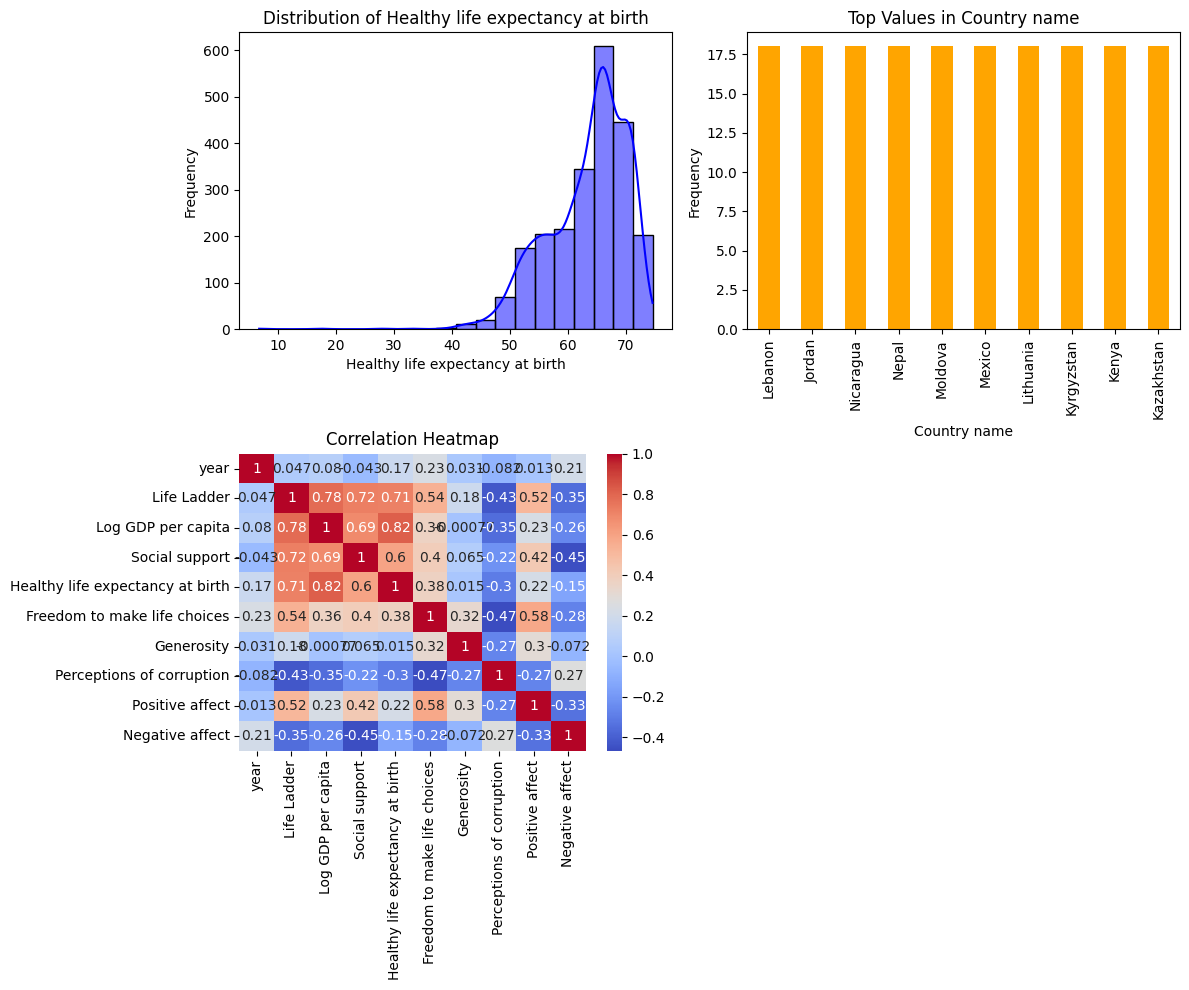 Distribution of Healthy life expectancy at birth
Frequency
600
500
400
300
200
100
0
10 20 30 40 50 60 70
Healthy life expectancy at birth
Top Values in Country name
Frequency
17.5
15.0
12.5
10.0
7.5
5.0
2.5
0.0
Lebanon
Jordan
Nicaragua
Nepal
Moldova
Mexico
Lithuania
Kyrgyzstan
Kenya
Kazakhstan
Country name
Correlation Heatmap
year 1 0.047 0.08 -0.043 0.17 0.23 0.031 -0.082 0.013 0.21
Life Ladder 0.047 1 0.78 0.72 0.71 0.54 0.18 -0.43 0.52 -0.35
Log GDP per capita 0.08 0.78 1 0.69 0.82 0.36 -0.35 0.23 -0.26
Social support -0.043 0.72 0.69 1 0.6 0.4 0.065 -0.22 0.42 -0.45
Healthy life expectancy at birth 0.17 0.71 0.82 0.6 1 0.38 0.015 -0.3 0.22 -0.15
Freedom to make life choices 0.23 0.54 0.36 0.4 0.38 1 0.32 -0.47 0.58 -0.28
Generosity 0.031 0.18 -0.00077 0.065 0.015 0.32 1 -0.27 0.3 -0.072
Perceptions of corruption -0.082 -0.43 -0.35 -0.22 -0.3 -0.47 -0.27 1 -0.27 0.27
Positive affect 0.013 0.52 0.23 0.42 0.22 0.58 0.3 -0.27 1 -0.33
Negative affect 0.21 -0.35 -0.26 -0.45 -0.15 -0.28 -0.072 0.27 -0.33 1
year
Life Ladder
Log GDP per capita
Social support
Healthy life expectancy at birth
Freedom to make life choices
Generosity
Perceptions of corruption
Positive affect
Negative affect
1.0
0.8
0.6
0.4
0.2
0.0
−0.2
−0.4